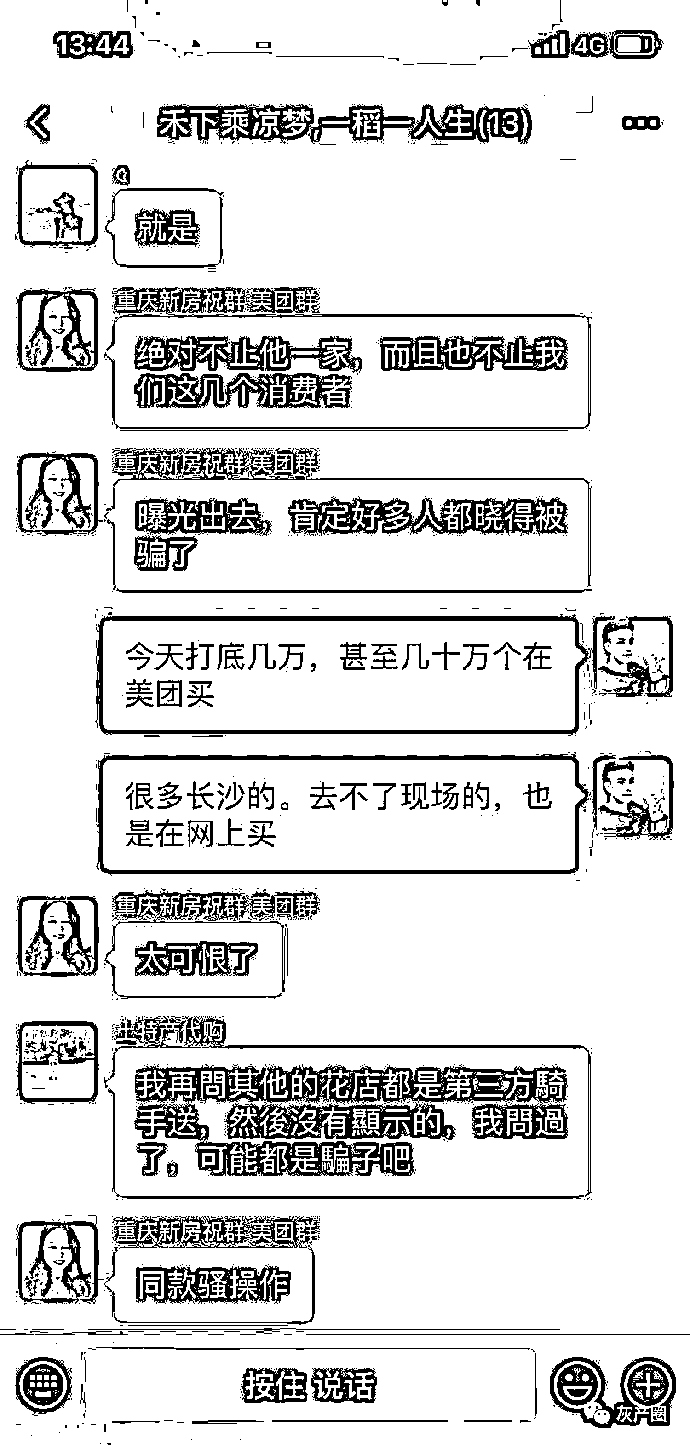 13:44
4G
禾下乘凉梦,一稻一人生(13)
Q
就是
重庆新房祝群 美团群
绝对不止他一家，而且也不止我
们这几个消费者
重庆新房祝群 美团群
曝光出去，肯定好多人都晓得被
骗了
今天打底几万，甚至几十万个在
美团买
很多长沙的。去不了现场的，也
是在网上买
重庆新房祝群 美团群
太可恨了
土特产代购
我再問其他的花店都是第三方騎
手送，然後沒有顯示的，我問過
了，可能都是騙子吧
重庆新房祝群 美团群
同款骚操作
按住 说话
灰产圈